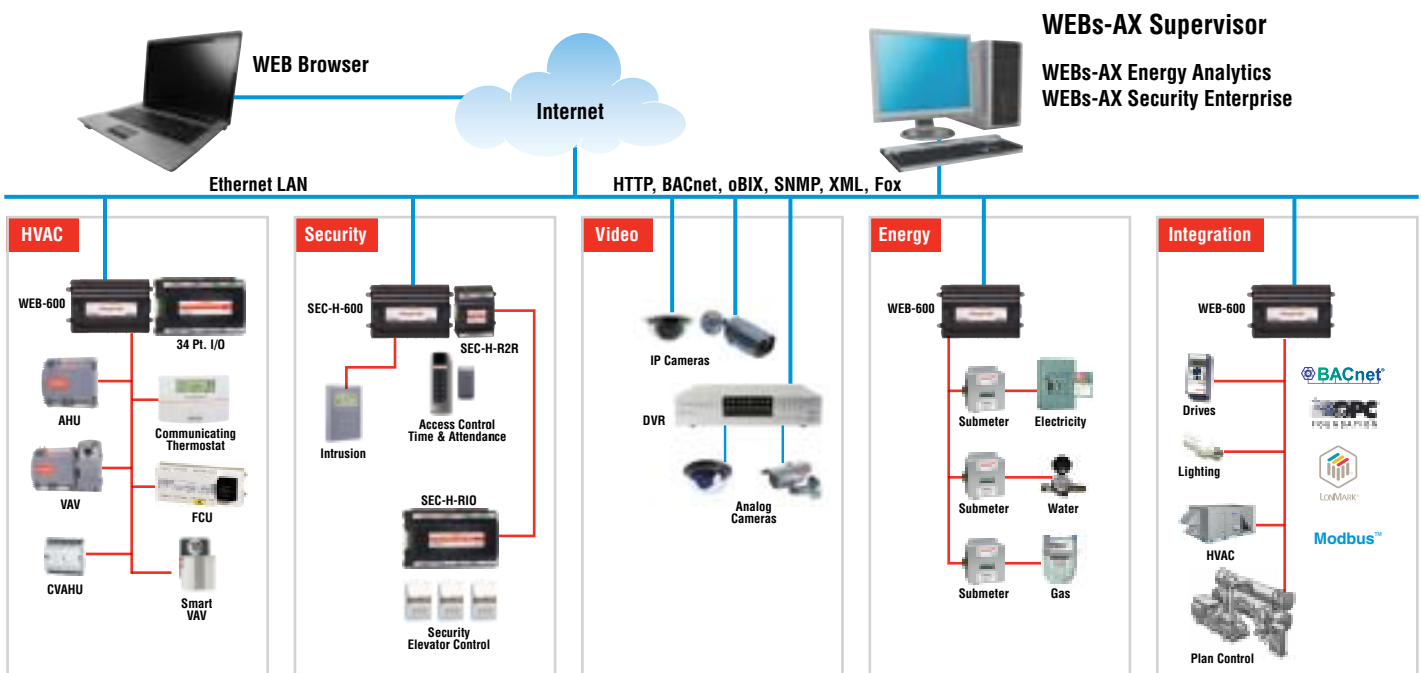 WEB Browser
Internet
WEBs-AX Supervisor
WEBs-AX Energy Analytics
WEBs-AX Security Enterprise
Ethernet LAN
HTTP, BACnet, oBIX, SNMP, XML, Fox
HVAC
WEB-600
34 Pt. I/O
AHU
Communicating
Thermostat
VAV
FCU
CVAHU
Smart
VAV
Security
SEC-H-600
SEC-H-R2R
Intrusion
Access Control
Time & Attendance
SEC-H-RIO
Security
Elevator Control
Video
IP Cameras
DVR
Analog
Cameras
Energy
WEB-600
Submeter
Electricity
Submeter
Water
Submeter
Gas
Integration
WEB-600
Drives
BACnet
OPC
FOUNDATION
Lighting
LONMARK
HVAC
Modbus™
Plan Control